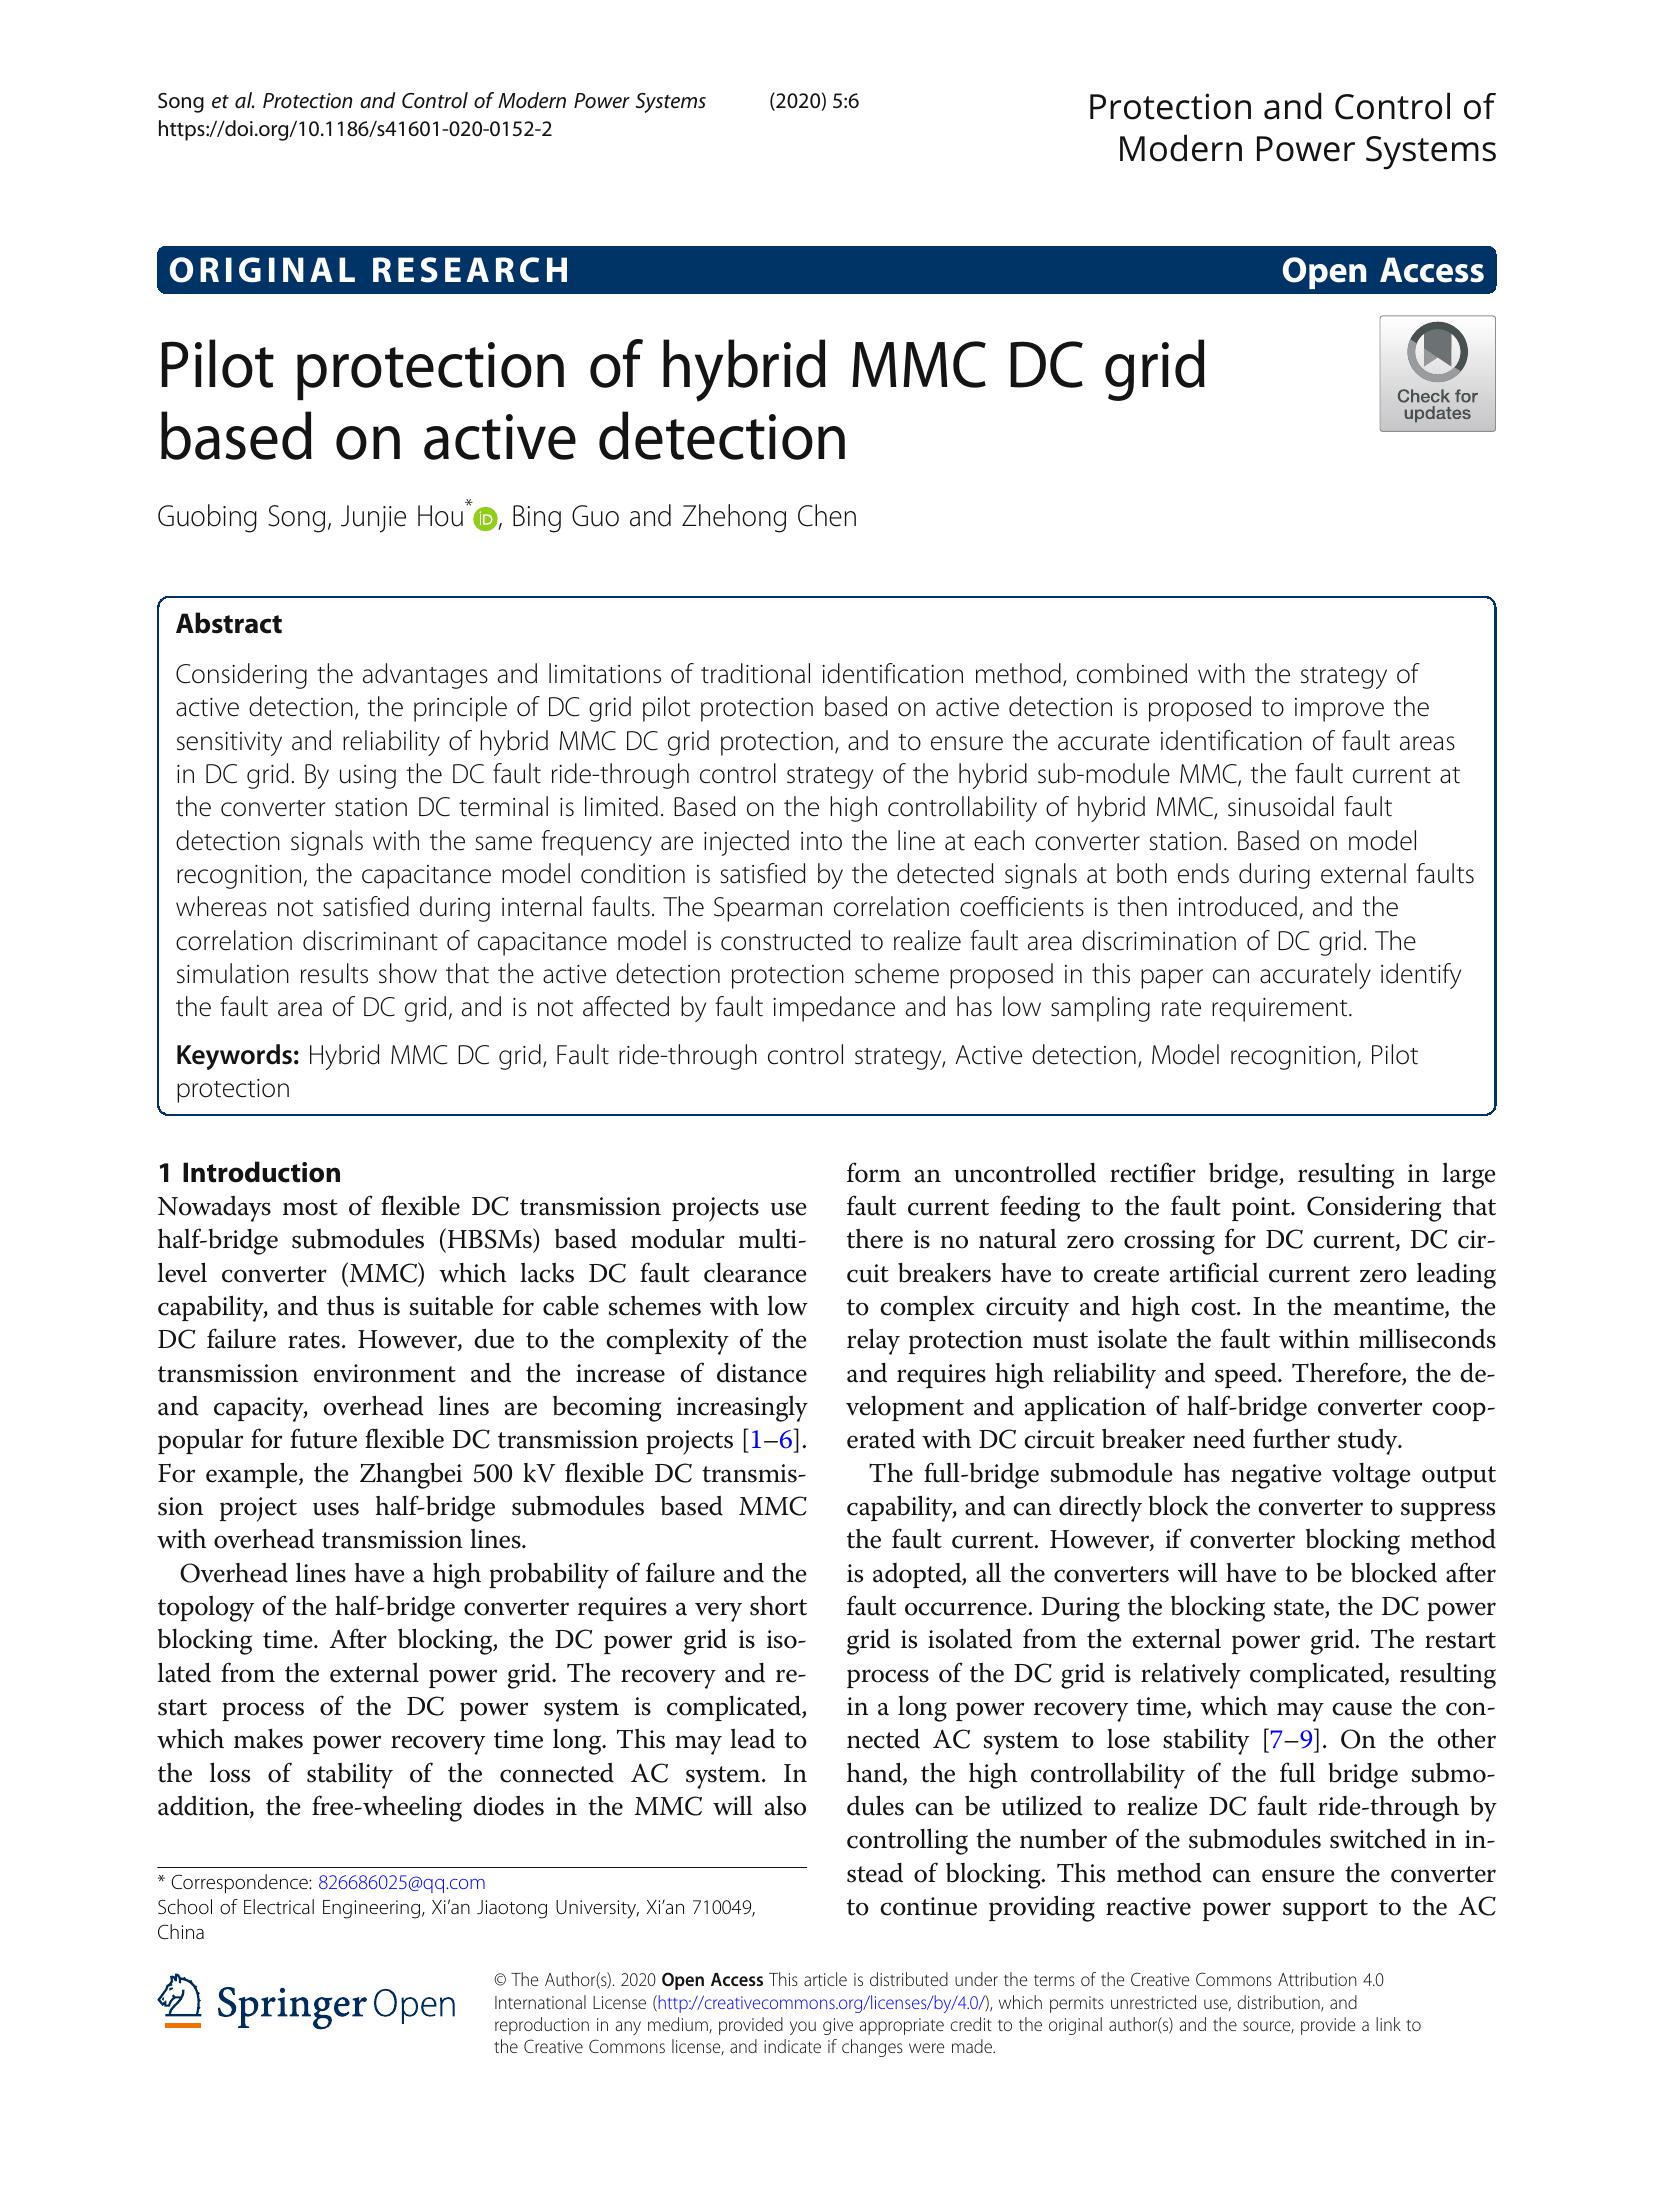 Song et al. Protection and Control of Modern Power Systems (2020) 5:6
https://doi.org/10.1186/s41601-020-0152-2
Protection and Control of
Modern Power Systems
ORIGINAL RESEARCH Open Access
Pilot protection of hybrid MMC DC grid
based on active detection
Check for
updates
Guobing Song, Junjie Hou* iD, Bing Guo and Zhehong Chen
Abstract
Considering the advantages and limitations of traditional identification method, combined with the strategy of
active detection, the principle of DC grid pilot protection based on active detection is proposed to improve the
sensitivity and reliability of hybrid MMC DC grid protection, and to ensure the accurate identification of fault areas
in DC grid. By using the DC fault ride-through control strategy of the hybrid sub-module MMC, the fault current at
the converter station DC terminal is limited. Based on the high controllability of hybrid MMC, sinusoidal fault
detection signals with the same frequency are injected into the line at each converter station. Based on model
recognition, the capacitance model condition is satisfied by the detected signals at both ends during external faults
whereas not satisfied during internal faults. The Spearman correlation coefficients is then introduced, and the
correlation discriminant of capacitance model is constructed to realize fault area discrimination of DC grid. The
simulation results show that the active detection protection scheme proposed in this paper can accurately identify
the fault area of DC grid, and is not affected by fault impedance and has low sampling rate requirement.
Keywords: Hybrid MMC DC grid, Fault ride-through control strategy, Active detection, Model recognition, Pilot
protection
1 Introduction
Nowadays most of flexible DC transmission projects use
half-bridge submodules (HBSMs) based modular multi-
level converter (MMC) which lacks DC fault clearance
capability, and thus is suitable for cable schemes with low
DC failure rates. However, due to the complexity of the
transmission environment and the increase of distance
and capacity, overhead lines are becoming increasingly
popular for future flexible DC transmission projects [1–6].
For example, the Zhangbei 500 kV flexible DC transmis-
sion project uses half-bridge submodules based MMC
with overhead transmission lines.
Overhead lines have a high probability of failure and the
topology of the half-bridge converter requires a very short
blocking time. After blocking, the DC power grid is iso-
lated from the external power grid. The recovery and re-
start process of the DC power system is complicated,
which makes power recovery time long. This may lead to
the loss of stability of the connected AC system. In
addition, the free-wheeling diodes in the MMC will also
form an uncontrolled rectifier bridge, resulting in large
fault current feeding to the fault point. Considering that
there is no natural zero crossing for DC current, DC cir-
cuit breakers have to create artificial current zero leading
to complex circuity and high cost. In the meantime, the
relay protection must isolate the fault within milliseconds
and requires high reliability and speed. Therefore, the de-
velopment and application of half-bridge converter coop-
erated with DC circuit breaker need further study.
The full-bridge submodule has negative voltage output
capability, and can directly block the converter to suppress
the fault current. However, if converter blocking method
is adopted, all the converters will have to be blocked after
fault occurrence. During the blocking state, the DC power
grid is isolated from the external power grid. The restart
process of the DC grid is relatively complicated, resulting
in a long power recovery time, which may cause the con-
nected AC system to lose stability [7–9]. On the other
hand, the high controllability of the full bridge submo-
dules can be utilized to realize DC fault ride-through by
controlling the number of the submodules switched in in-
stead of blocking. This method can ensure the converter
to continue providing reactive power support to the AC
* Correspondence: 826686025@qq.com
School of Electrical Engineering, Xi’an Jiaotong University, Xi’an 710049,
China
Springer Open
© The Author(s). 2020 Open Access This article is distributed under the terms of the Creative Commons Attribution 4.0
International License (http://creativecommons.org/licenses/by/4.0/), which permits unrestricted use, distribution, and
reproduction in any medium, provided you give appropriate credit to the original author(s) and the source, provide a link to
the Creative Commons license, and indicate if changes were made.